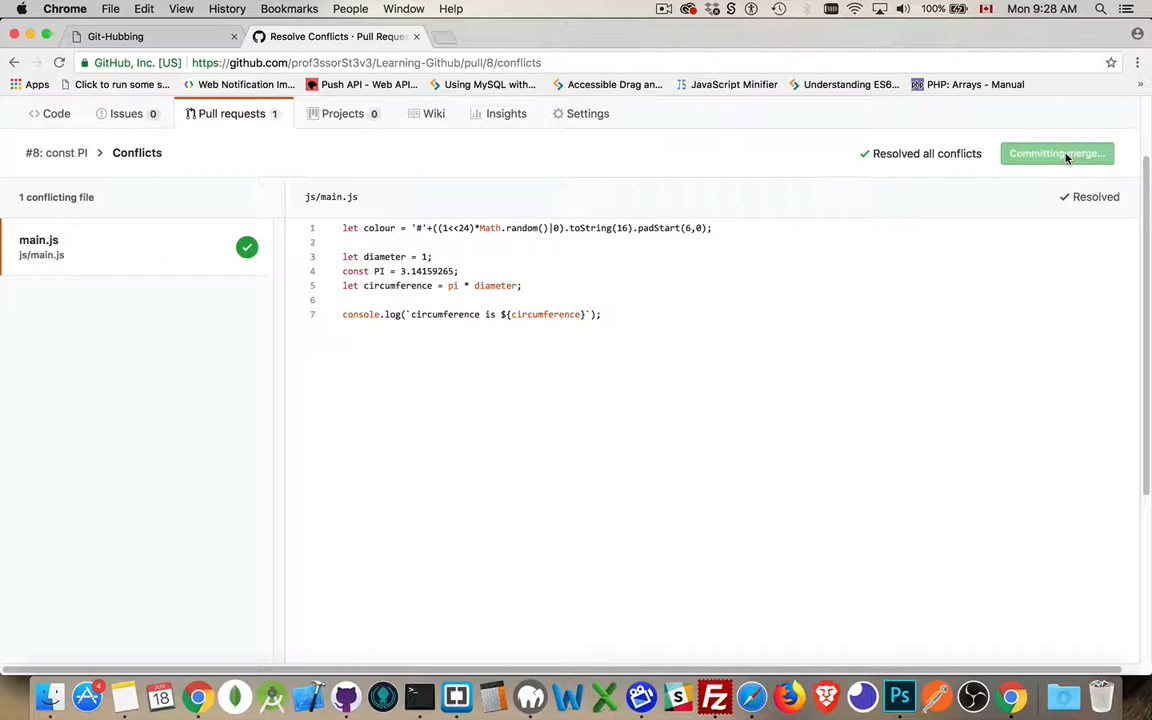 Chrome File Edit View History Bookmarks People Window Help 100% Mon 9:28 AM
Git-Hubbing × Resolve Conflicts · Pull Reque ×
GitHub, Inc. [US] https://github.com/prof3ssorSt3v3/Learning-Github/pull/8/conflicts
Apps Click to run some s... Web Notification Im... Push API - Web API... Using MySQL with... Accessible Drag an... JavaScript Minifier Understanding ES6... PHP: Arrays - Manual »
<> Code Issues 0 Pull requests 1 Projects 0 Wiki Insights Settings
#8: const PI > Conflicts Resolved all conflicts Committing merge...
1 conflicting file js/main.js Resolved
main.js
js/main.js
1 let colour = '#'+((1<<24)*Math.random()|0).toString(16).padStart(6,0);
2
3 let diameter = 1;
4 const PI = 3.14159265;
5 let circumference = pi * diameter;
6
7 console.log(`circumference is ${circumference}`);
4 JUN 18